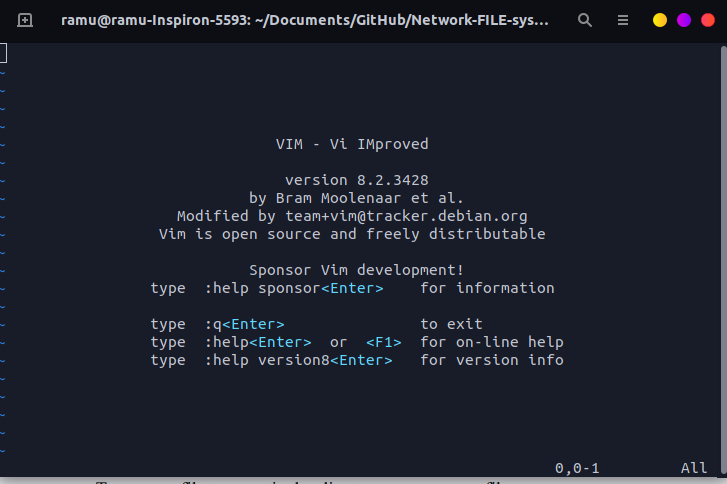 ramu@ramu-Inspiron-5593: ~/Documents/GitHub/Network-FILE-sys...
~
~
~
~
~
VIM - Vi IMproved
~
~
version 8.2.3428
~
by Bram Moolenaar et al.
~
Modified by team+vim@tracker.debian.org
~
Vim is open source and freely distributable
~
~
Sponsor Vim development!
~
type :help sponsor<Enter> for information
~
~
type :q<Enter> to exit
~
type :help<Enter> or <F1> for on-line help
~
type :help version8<Enter> for version info
~
~
~
~
~
0,0-1 All